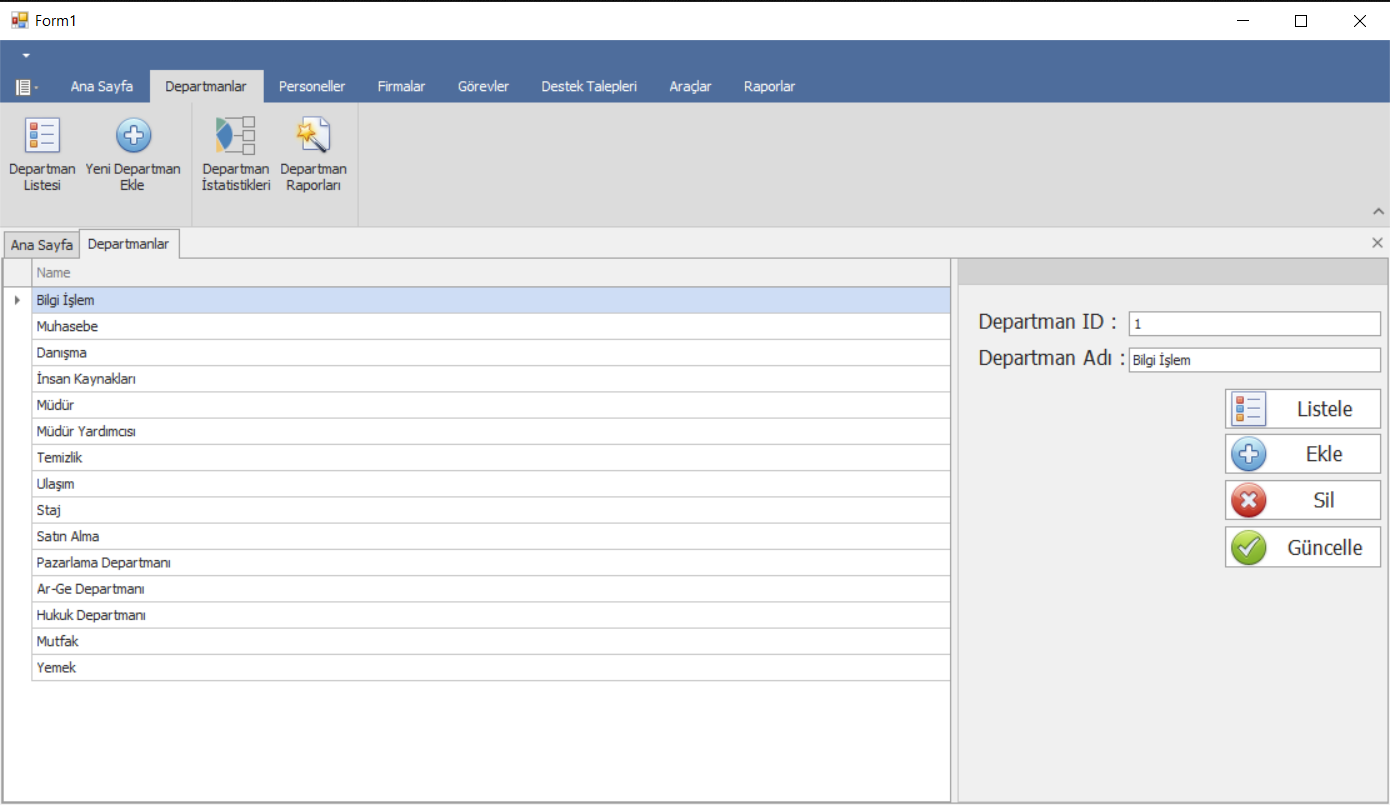 Form1
Ana Sayfa
Departmanlar
Personeller
Firmalar
Görevler
Destek Talepleri
Araçlar
Raporlar
Departman
Listesi
Yeni Departman
Ekle
Departman
İstatistikleri
Departman
Raporları
Ana Sayfa
Departmanlar
Name
Bilgi İşlem
Muhasebe
Danışma
İnsan Kaynakları
Müdür
Müdür Yardımcısı
Temizlik
Ulaşım
Staj
Satın Alma
Pazarlama Departmanı
Ar-Ge Departmanı
Hukuk Departmanı
Mutfak
Yemek
Departman ID : 1
Departman Adı : Bilgi İşlem
Listele
Ekle
Sil
Güncelle